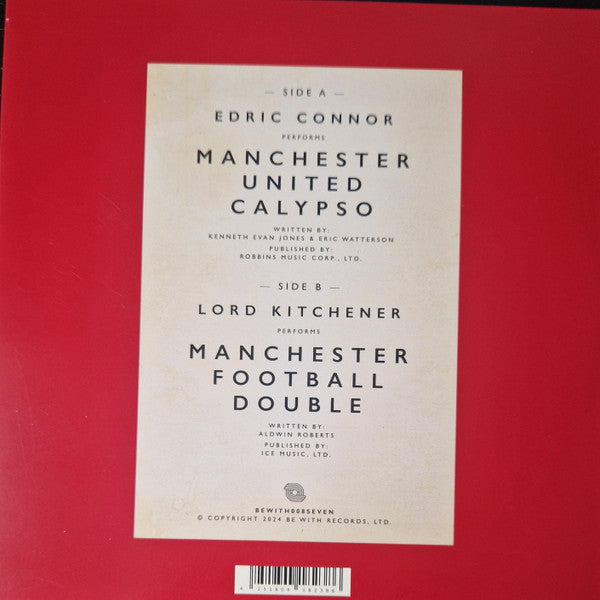 — SIDE A —
EDRIC CONNOR
PERFORMS
MANCHESTER
UNITED
CALYPSO
WRITTEN BY:
KENNETH EVAN JONES & ERIC WATTERSON
PUBLISHED BY:
ROBBINS MUSIC CORP., LTD.
— SIDE B —
LORD KITCHENER
PERFORMS
MANCHESTER
FOOTBALL
DOUBLE
WRITTEN BY:
ALDWIN ROBERTS
PUBLISHED BY:
ICE MUSIC, LTD.
BEWITH008SEVEN
© COPYRIGHT 2024 BE WITH RECORDS, LTD.